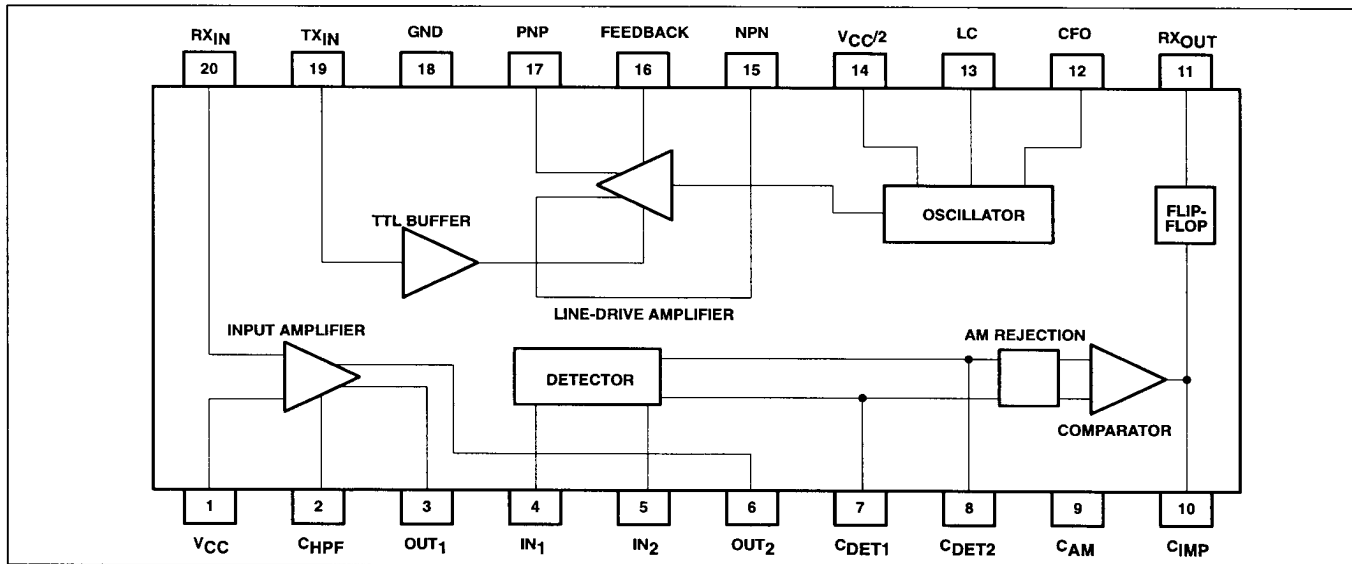 RXIN TXIN GND PNP FEEDBACK NPN VCC/2 LC CFO RXOUT
20 19 18 17 16 15 14 13 12 11
OSCILLATOR
FLIP-
FLOP
TTL BUFFER
LINE-DRIVE AMPLIFIER
INPUT AMPLIFIER
AM REJECTION
DETECTOR
COMPARATOR
1 2 3 4 5 6 7 8 9 10
VCC CHPF OUT1 IN1 IN2 OUT2 CDET1 CDET2 CAM CIMP